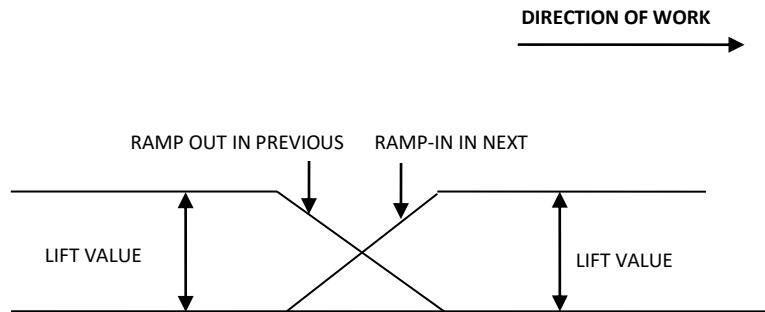 DIRECTION OF WORK
RAMP OUT IN PREVIOUS
RAMP-IN IN NEXT
LIFT VALUE
LIFT VALUE